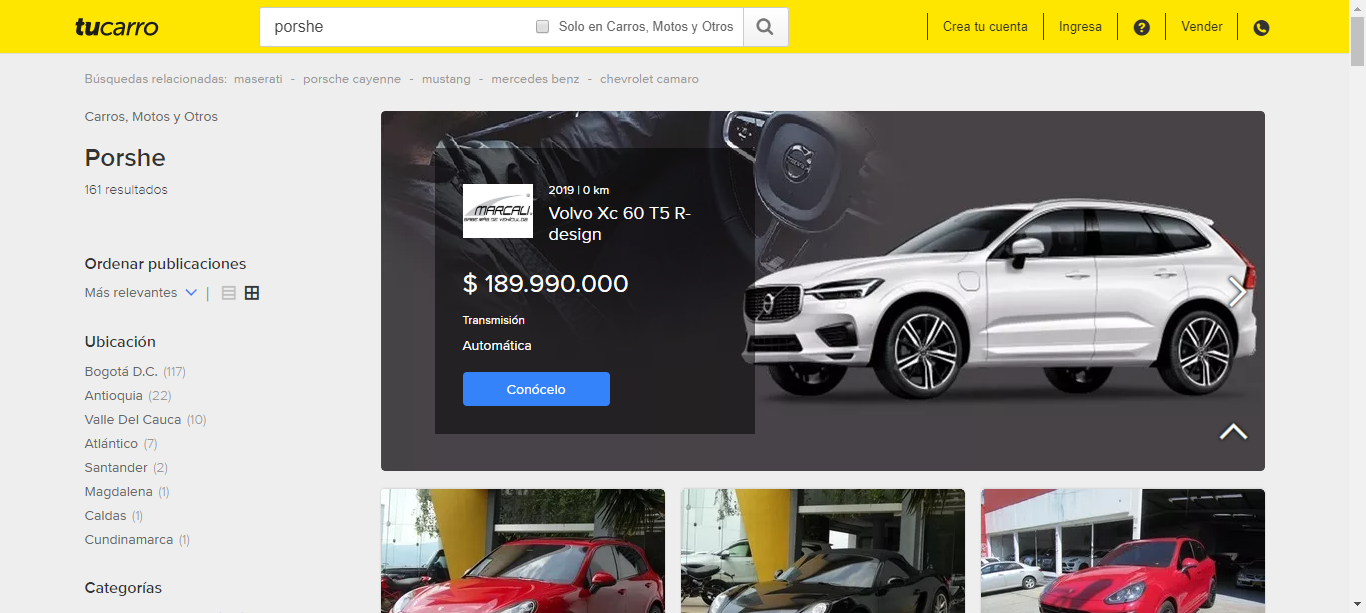 tucarro
porshe
Solo en Carros, Motos y Otros
Crea tu cuenta
Ingresa
?
Vender
Búsquedas relacionadas: maserati - porsche cayenne - mustang - mercedes benz - chevrolet camaro
Carros, Motos y Otros
Porshe
161 resultados
Ordenar publicaciones
Más relevantes |
Ubicación
Bogotá D.C. (117)
Antioquia (22)
Valle Del Cauca (10)
Atlántico (7)
Santander (2)
Magdalena (1)
Caldas (1)
Cundinamarca (1)
Categorías
MARCALI
2019 | 0 km
Volvo Xc 60 T5 R-
design
$ 189.990.000
Transmisión
Automática
Conócelo